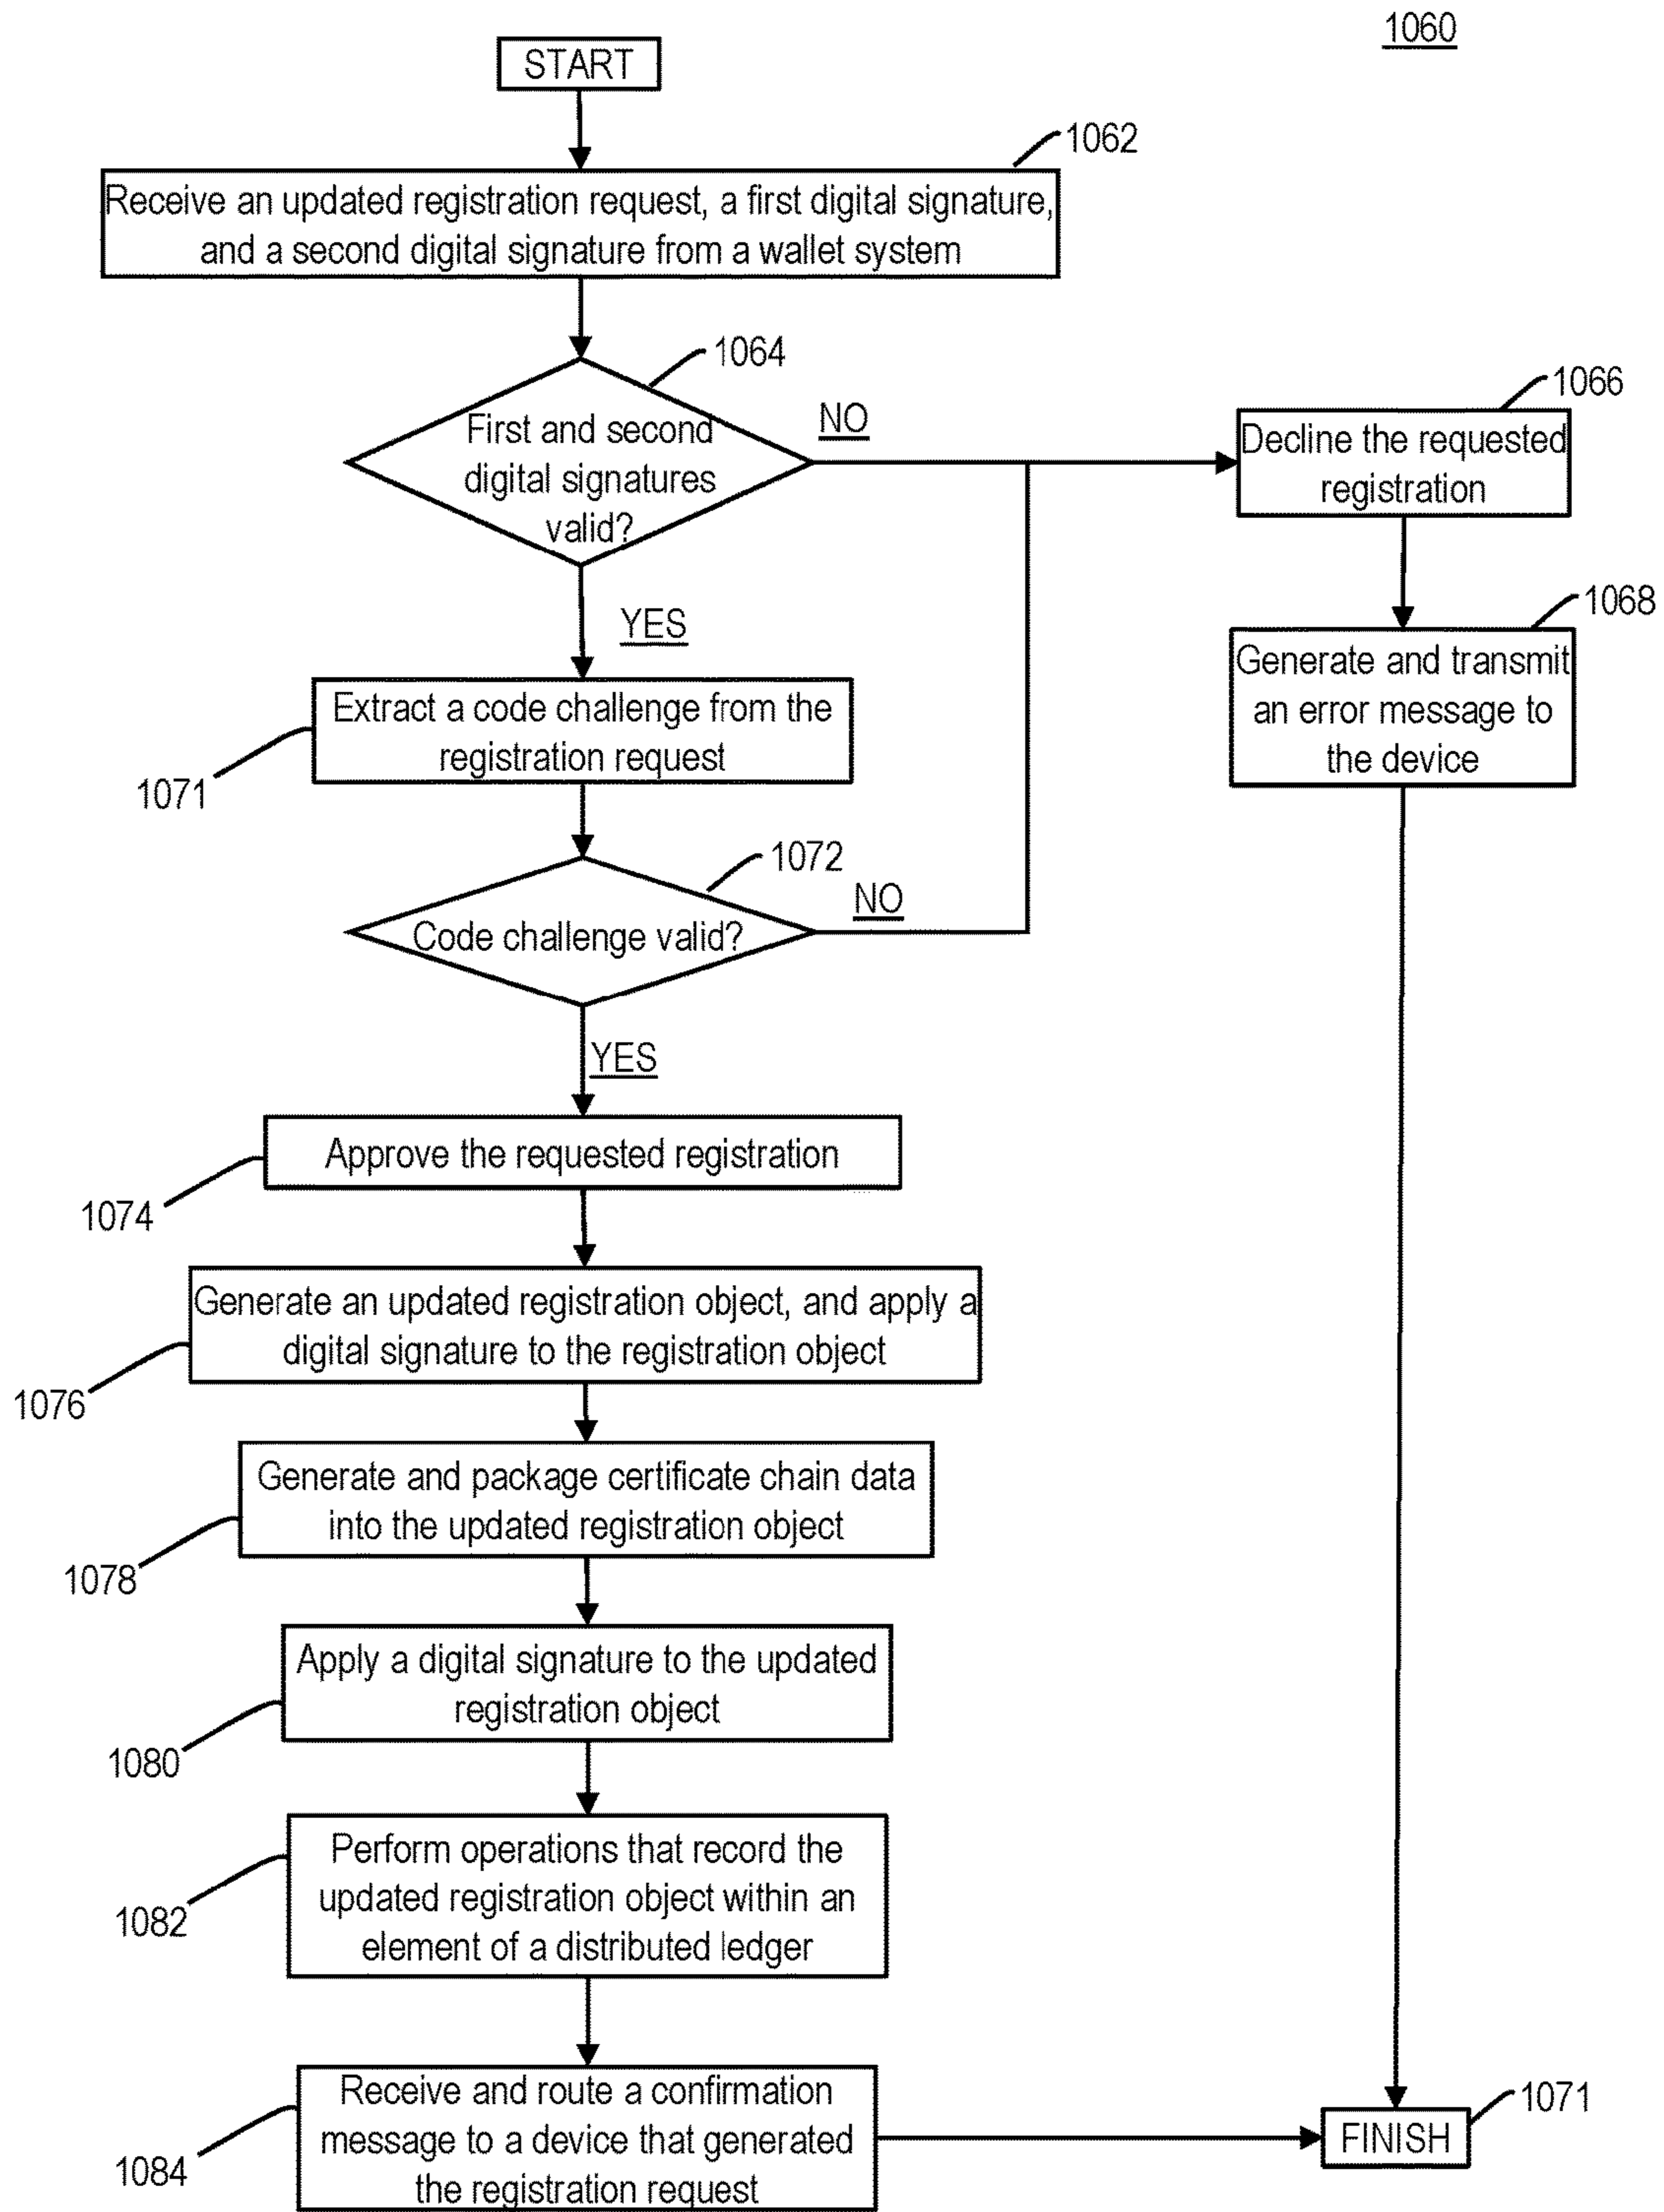 1060
START
1062
Receive an updated registration request, a first digital signature,
and a second digital signature from a wallet system
1064
First and second
digital signatures
valid?
NO
1066
Decline the requested
registration
1068
Generate and transmit
an error message to
the device
YES
Extract a code challenge from the
registration request
1071
1072
Code challenge valid?
NO
YES
Approve the requested registration
1074
Generate an updated registration object, and apply a
digital signature to the registration object
1076
Generate and package certificate chain data
into the updated registration object
1078
Apply a digital signature to the updated
registration object
1080
Perform operations that record the
updated registration object within an
element of a distributed ledger
1082
Receive and route a confirmation
message to a device that generated
the registration request
1084
1071
FINISH